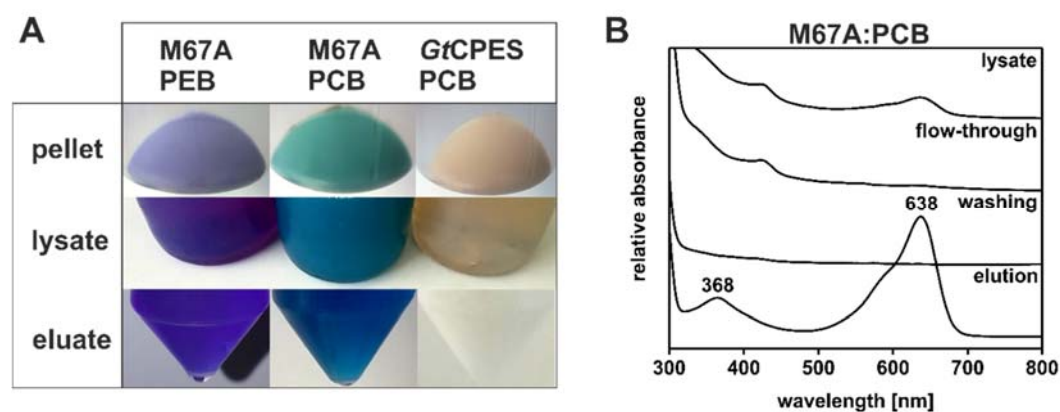 A
M67A M67A GtCPES
PEB PCB PCB
pellet
lysate
eluate
B
M67A:PCB
lysate
flow-through
washing
638
elution
368
relative absorbance
300 400 500 600 700 800
wavelength [nm]